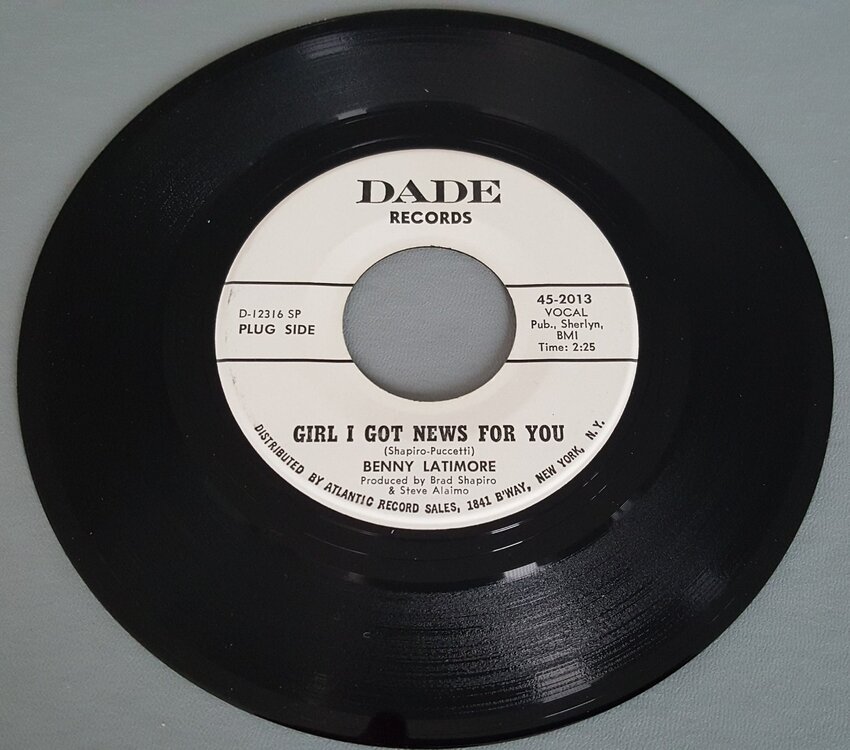 DADE
RECORDS
D-12316 SP
PLUG SIDE
45-2013
VOCAL
Pub., Sherlyn,
BMI
Time: 2:25
GIRL I GOT NEWS FOR YOU
(Shapiro-Puccetti)
BENNY LATIMORE
Produced by Brad Shapiro
& Steve Alaimo
DISTRIBUTED BY ATLANTIC RECORD SALES, 1841 B'WAY, NEW YORK, N.Y.